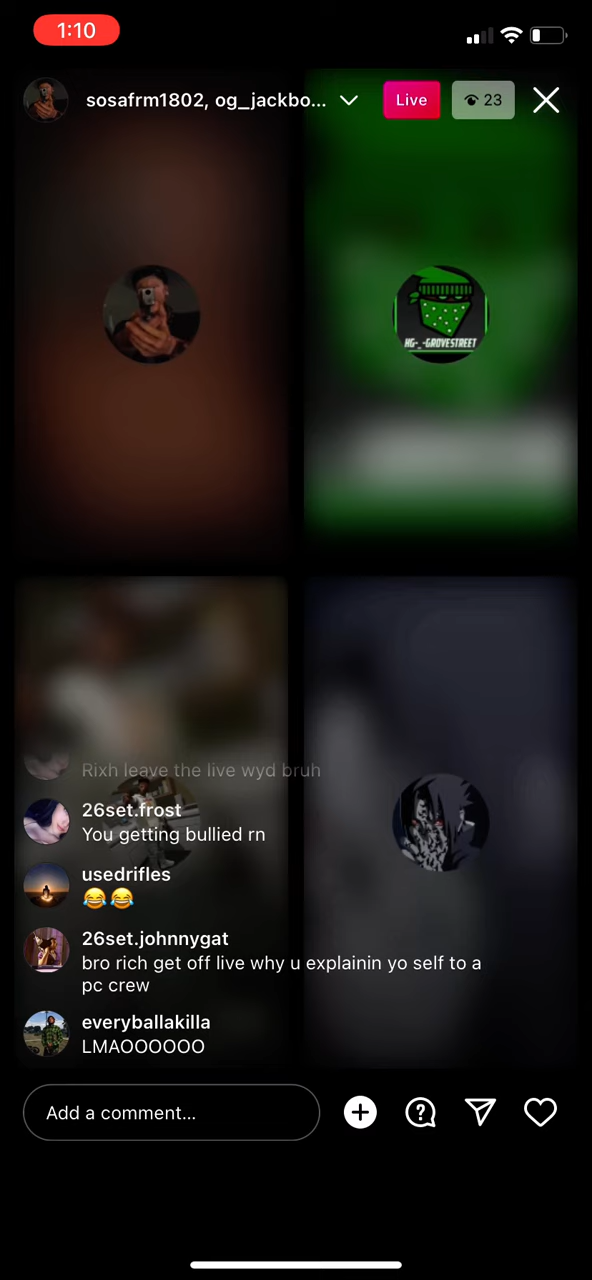 1:10
sosafrm1802, og_jackbo...
Live
23
HG-_-GROVESTREET
Rixh leave the live wyd bruh
26set.frost
You getting bullied rn
usedrifles
😂😂
26set.johnnygat
bro rich get off live why u explainin yo self to a
pc crew
everyballakilla
LMAOOOOOO
Add a comment...